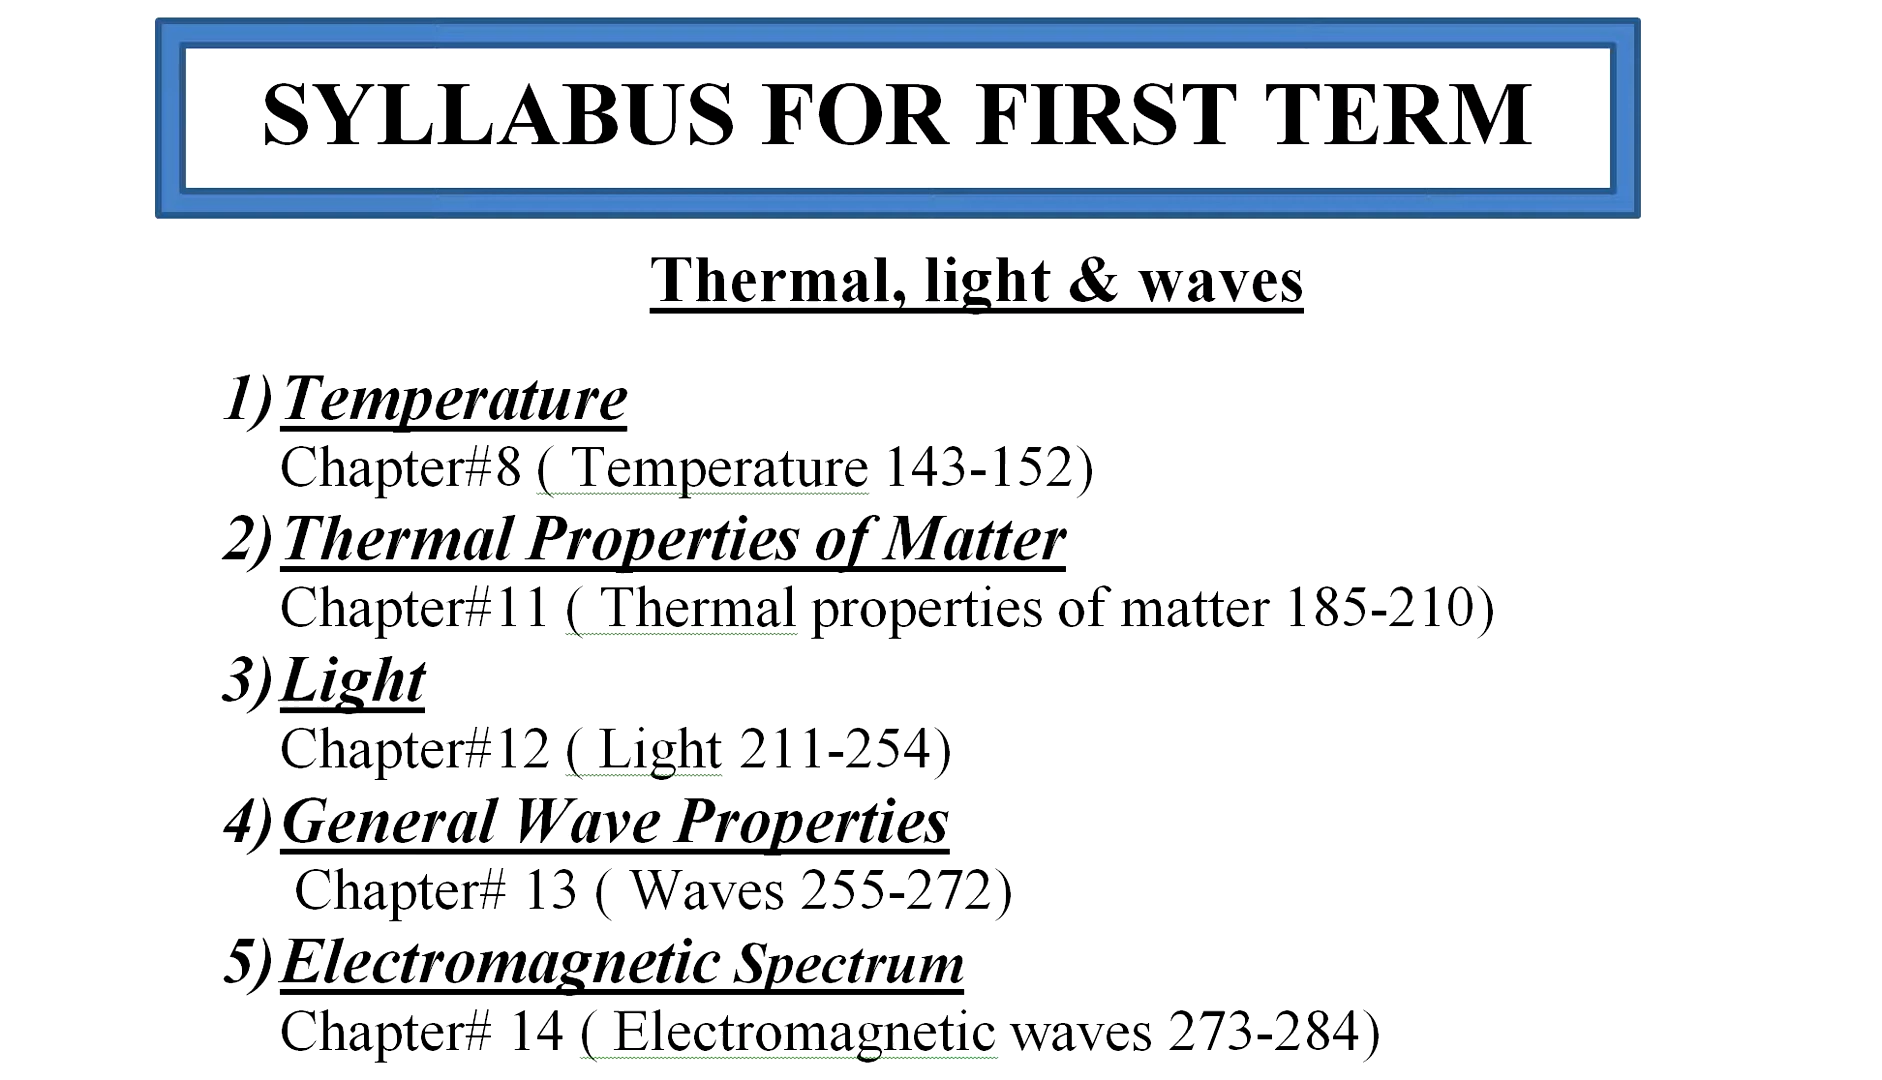 SYLLABUS FOR FIRST TERM
Thermal, light & waves
1) Temperature
Chapter#8 ( Temperature 143-152)
2) Thermal Properties of Matter
Chapter#11 ( Thermal properties of matter 185-210)
3) Light
Chapter#12 ( Light 211-254)
4) General Wave Properties
Chapter# 13 ( Waves 255-272)
5) Electromagnetic Spectrum
Chapter# 14 ( Electromagnetic waves 273-284)